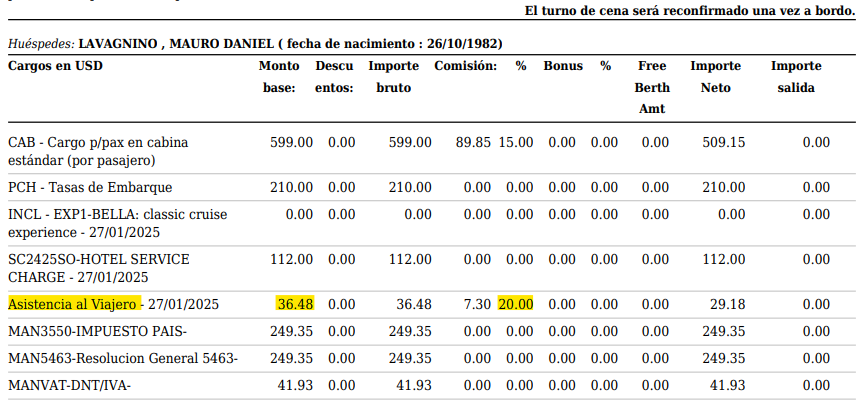 El turno de cena será reconfirmado una vez a bordo.
Huéspedes: LAVAGNINO , MAURO DANIEL ( fecha de nacimiento : 26/10/1982)
Cargos en USD Monto base: Descu entos: Importe bruto Comisión: % Bonus % Free Berth Amt Importe Neto Importe salida
CAB - Cargo p/pax en cabina estándar (por pasajero) 599.00 0.00 599.00 89.85 15.00 0.00 0.00 0.00 509.15 0.00
PCH - Tasas de Embarque 210.00 0.00 210.00 0.00 0.00 0.00 0.00 0.00 210.00 0.00
INCL - EXP1-BELLA: classic cruise experience - 27/01/2025 0.00 0.00 0.00 0.00 0.00 0.00 0.00 0.00 0.00 0.00
SC2425SO-HOTEL SERVICE CHARGE - 27/01/2025 112.00 0.00 112.00 0.00 0.00 0.00 0.00 0.00 112.00 0.00
Asistencia al Viajero - 27/01/2025 36.48 0.00 36.48 7.30 20.00 0.00 0.00 0.00 29.18 0.00
MAN3550-IMPUESTO PAIS- 249.35 0.00 249.35 0.00 0.00 0.00 0.00 0.00 249.35 0.00
MAN5463-Resolucion General 5463- 249.35 0.00 249.35 0.00 0.00 0.00 0.00 0.00 249.35 0.00
MANVAT-DNT/IVA- 41.93 0.00 41.93 0.00 0.00 0.00 0.00 0.00 41.93 0.00